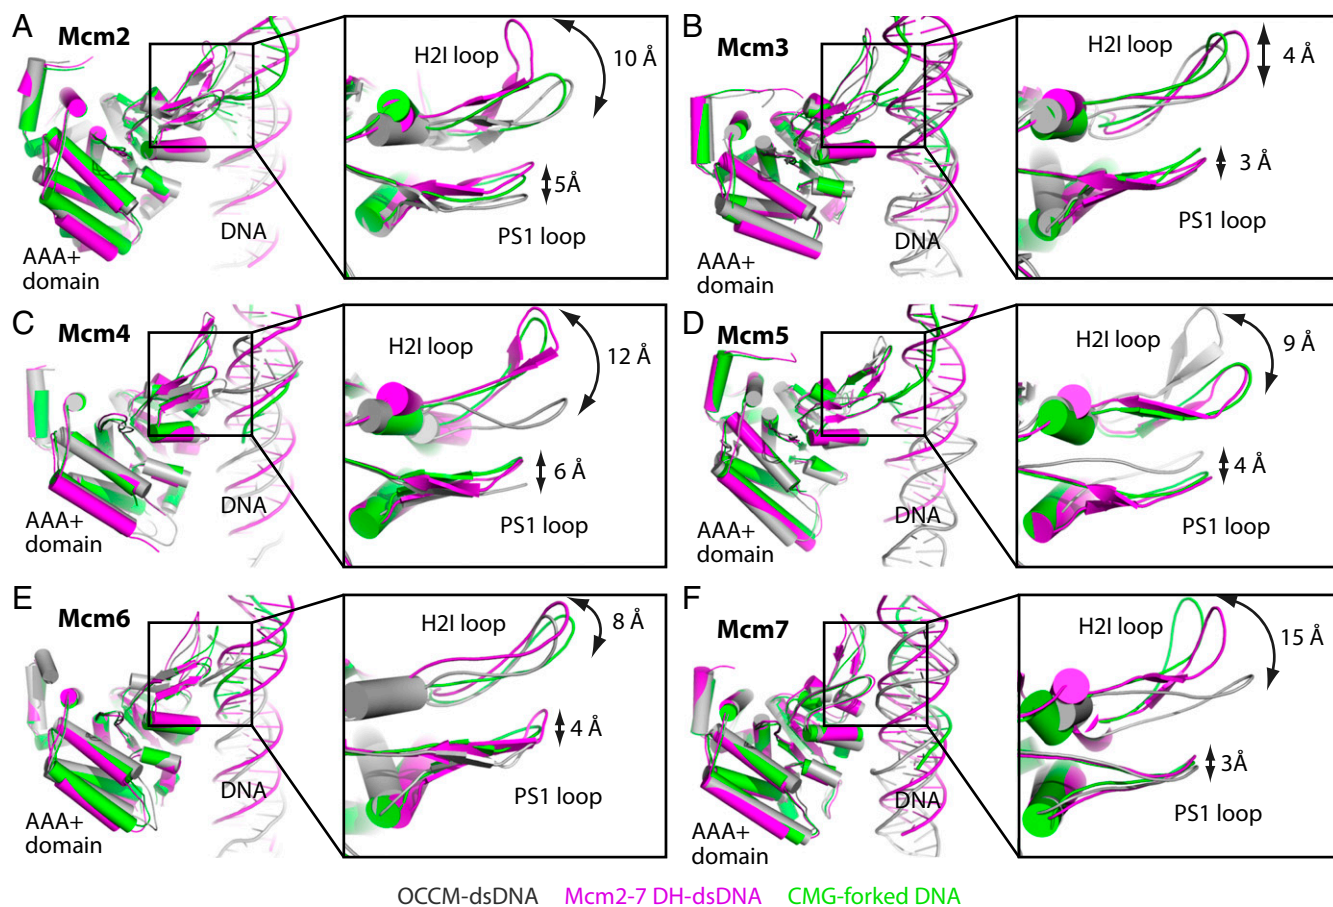 A
Mcm2
H2I loop
10 Å
5Å
PS1 loop
DNA
AAA+
domain
B
Mcm3
H2I loop
4 Å
3 Å
PS1 loop
DNA
AAA+
domain
C
Mcm4
H2I loop
12 Å
6 Å
PS1 loop
DNA
AAA+
domain
D
Mcm5
H2I loop
9 Å
4 Å
PS1 loop
DNA
AAA+
domain
E
Mcm6
H2I loop
8 Å
4 Å
PS1 loop
DNA
AAA+
domain
F
Mcm7
H2I loop
15 Å
3Å
PS1 loop
DNA
AAA+
domain
OCCM-dsDNA Mcm2-7 DH-dsDNA CMG-forked DNA